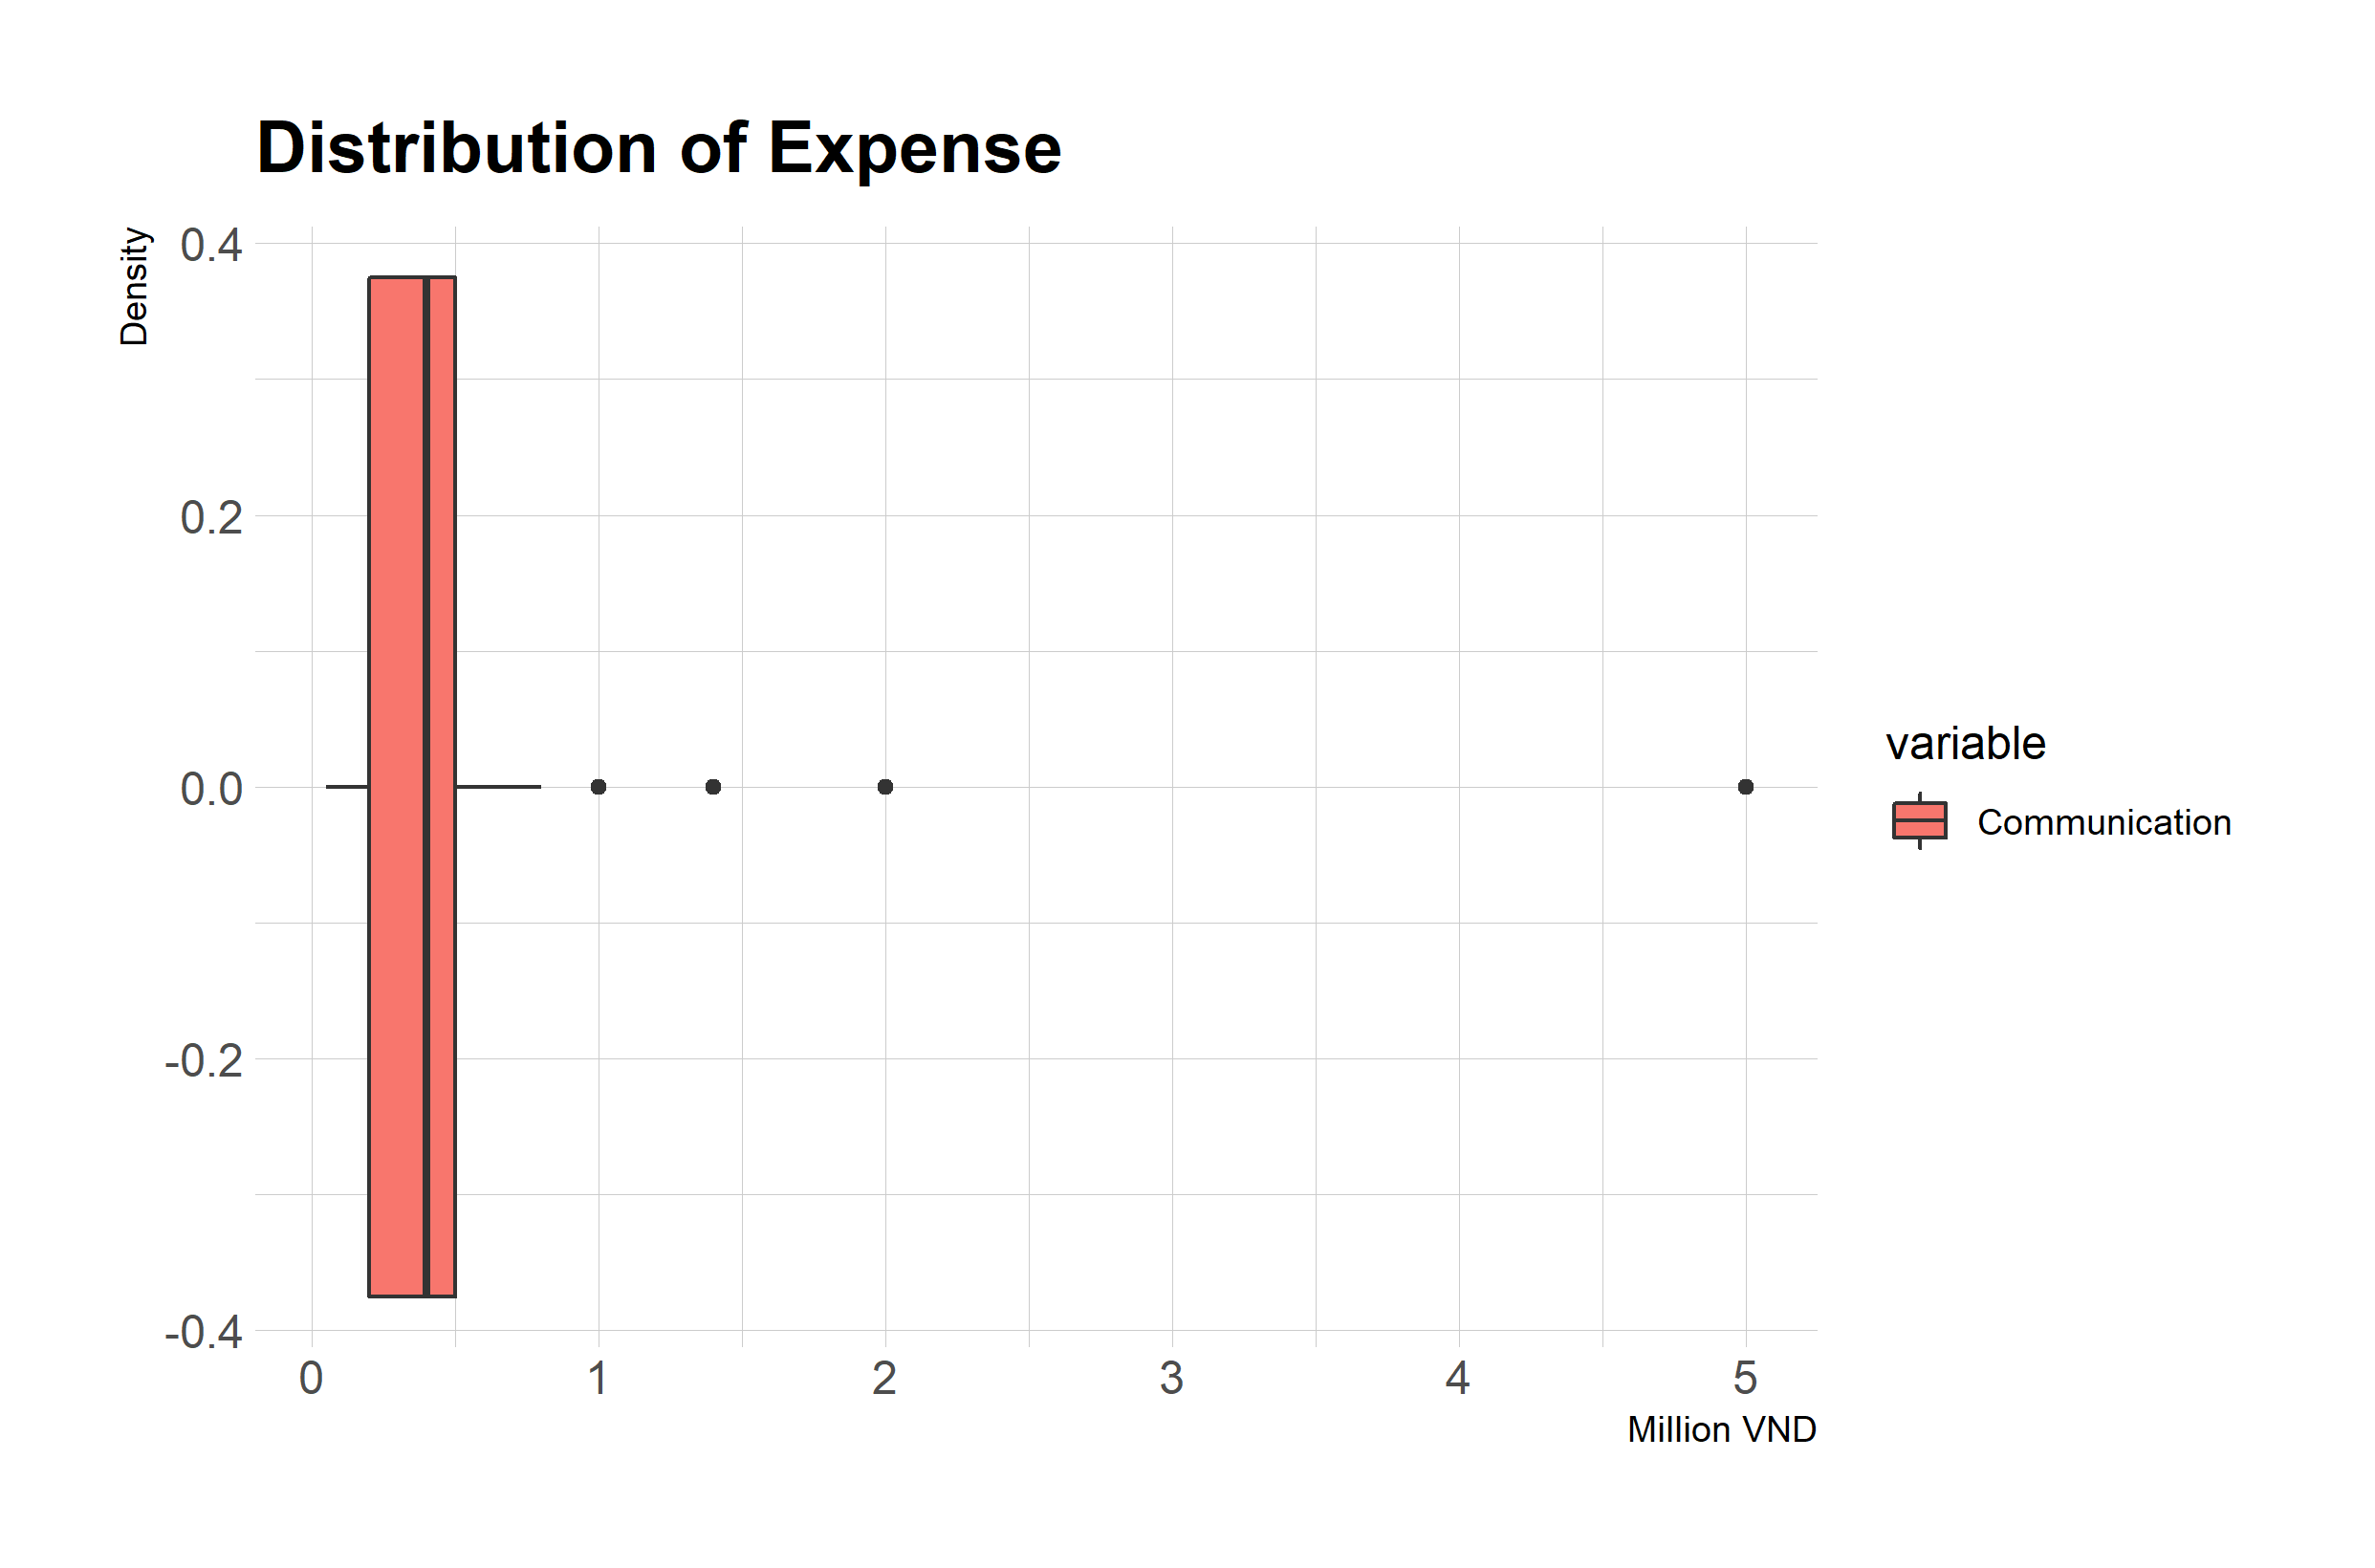 Distribution of Expense
Density
0.4
0.2
0.0
-0.2
-0.4
0
1
2
3
4
5
Million VND
variable
Communication